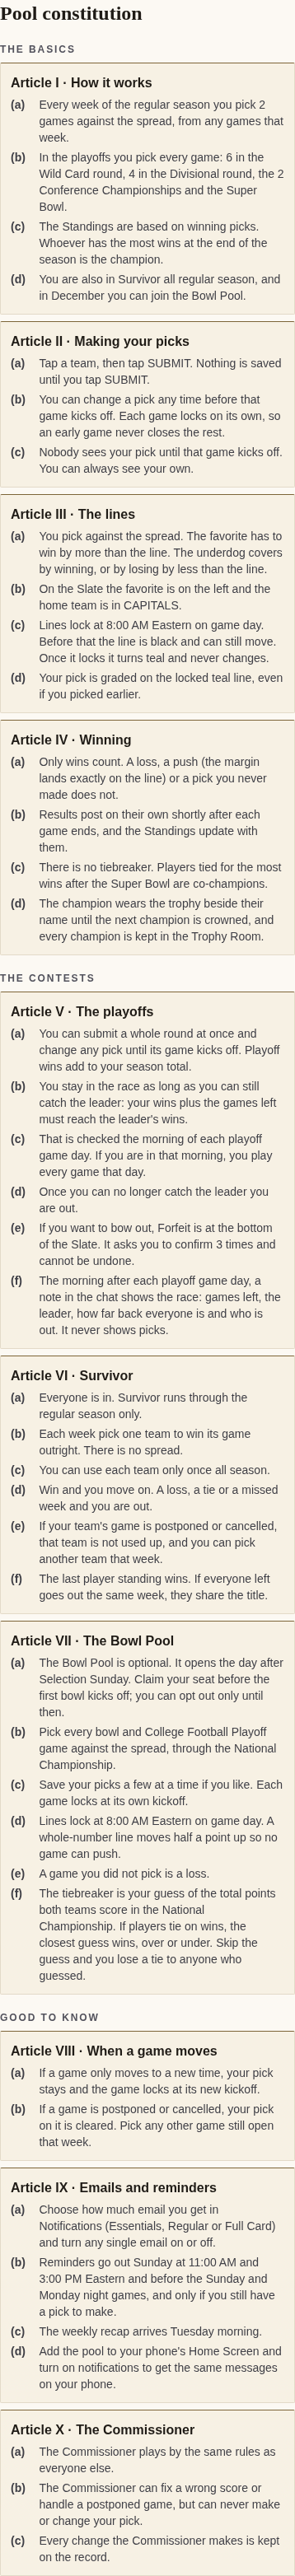 Pool constitution
THE BASICS
Article I · How it works
(a) Every week of the regular season you pick 2
games against the spread, from any games that
week.
(b) In the playoffs you pick every game: 6 in the
Wild Card round, 4 in the Divisional round, the 2
Conference Championships and the Super
Bowl.
(c) The Standings are based on winning picks.
Whoever has the most wins at the end of the
season is the champion.
(d) You are also in Survivor all regular season, and
in December you can join the Bowl Pool.
Article II · Making your picks
(a) Tap a team, then tap SUBMIT. Nothing is saved
until you tap SUBMIT.
(b) You can change a pick any time before that
game kicks off. Each game locks on its own, so
an early game never closes the rest.
(c) Nobody sees your pick until that game kicks off.
You can always see your own.
Article III · The lines
(a) You pick against the spread. The favorite has to
win by more than the line. The underdog covers
by winning, or by losing by less than the line.
(b) On the Slate the favorite is on the left and the
home team is in CAPITALS.
(c) Lines lock at 8:00 AM Eastern on game day.
Before that the line is black and can still move.
Once it locks it turns teal and never changes.
(d) Your pick is graded on the locked teal line, even
if you picked earlier.
Article IV · Winning
(a) Only wins count. A loss, a push (the margin
lands exactly on the line) or a pick you never
made does not.
(b) Results post on their own shortly after each
game ends, and the Standings update with
them.
(c) There is no tiebreaker. Players tied for the most
wins after the Super Bowl are co-champions.
(d) The champion wears the trophy beside their
name until the next champion is crowned, and
every champion is kept in the Trophy Room.
THE CONTESTS
Article V · The playoffs
(a) You can submit a whole round at once and
change any pick until its game kicks off. Playoff
wins add to your season total.
(b) You stay in the race as long as you can still
catch the leader: your wins plus the games left
must reach the leader's wins.
(c) That is checked the morning of each playoff
game day. If you are in that morning, you play
every game that day.
(d) Once you can no longer catch the leader you
are out.
(e) If you want to bow out, Forfeit is at the bottom
of the Slate. It asks you to confirm 3 times and
cannot be undone.
(f) The morning after each playoff game day, a
note in the chat shows the race: games left, the
leader, how far back everyone is and who is
out. It never shows picks.
Article VI · Survivor
(a) Everyone is in. Survivor runs through the
regular season only.
(b) Each week pick one team to win its game
outright. There is no spread.
(c) You can use each team only once all season.
(d) Win and you move on. A loss, a tie or a missed
week and you are out.
(e) If your team's game is postponed or cancelled,
that team is not used up, and you can pick
another team that week.
(f) The last player standing wins. If everyone left
goes out the same week, they share the title.
Article VII · The Bowl Pool
(a) The Bowl Pool is optional. It opens the day after
Selection Sunday. Claim your seat before the
first bowl kicks off; you can opt out only until
then.
(b) Pick every bowl and College Football Playoff
game against the spread, through the National
Championship.
(c) Save your picks a few at a time if you like. Each
game locks at its own kickoff.
(d) Lines lock at 8:00 AM Eastern on game day. A
whole-number line moves half a point up so no
game can push.
(e) A game you did not pick is a loss.
(f) The tiebreaker is your guess of the total points
both teams score in the National
Championship. If players tie on wins, the
closest guess wins, over or under. Skip the
guess and you lose a tie to anyone who
guessed.
GOOD TO KNOW
Article VIII · When a game moves
(a) If a game only moves to a new time, your pick
stays and the game locks at its new kickoff.
(b) If a game is postponed or cancelled, your pick
on it is cleared. Pick any other game still open
that week.
Article IX · Emails and reminders
(a) Choose how much email you get in
Notifications (Essentials, Regular or Full Card)
and turn any single email on or off.
(b) Reminders go out Sunday at 11:00 AM and
3:00 PM Eastern and before the Sunday and
Monday night games, and only if you still have
a pick to make.
(c) The weekly recap arrives Tuesday morning.
(d) Add the pool to your phone's Home Screen and
turn on notifications to get the same messages
on your phone.
Article X · The Commissioner
(a) The Commissioner plays by the same rules as
everyone else.
(b) The Commissioner can fix a wrong score or
handle a postponed game, but can never make
or change your pick.
(c) Every change the Commissioner makes is kept
on the record.